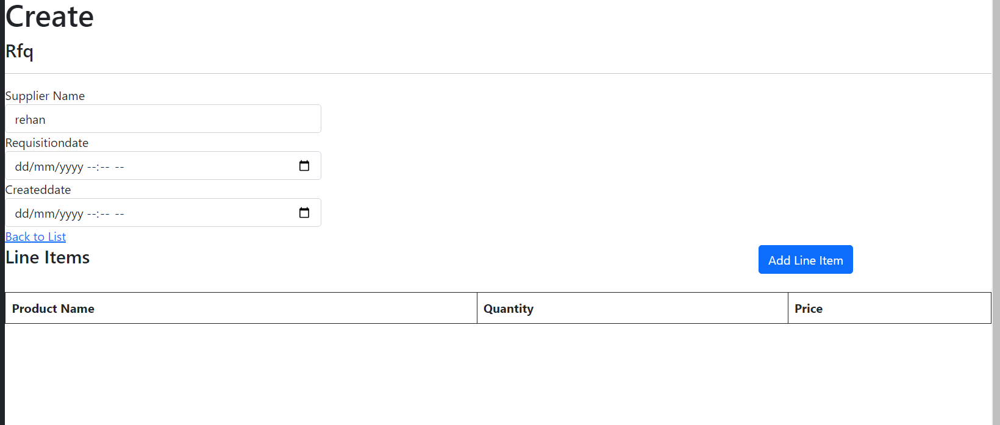 Create
Rfq
Supplier Name
rehan
Requisitiondate
dd/mm/yyyy --:-- --
Createddate
dd/mm/yyyy --:-- --
Back to List
Line Items
Add Line Item
Product Name Quantity Price